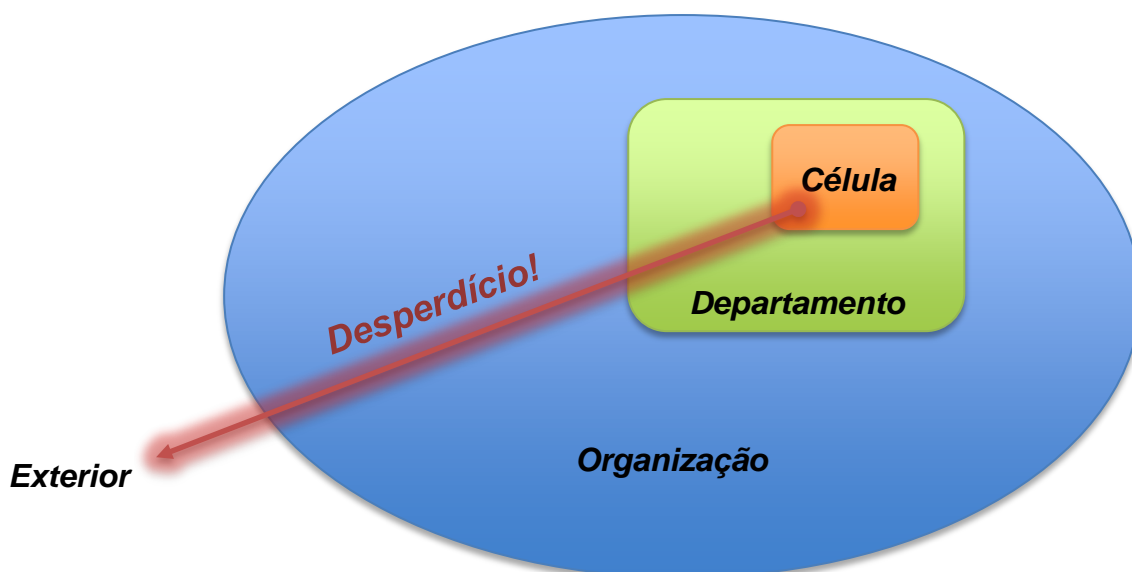 Célula
Desperdício!
Departamento
Organização
Exterior